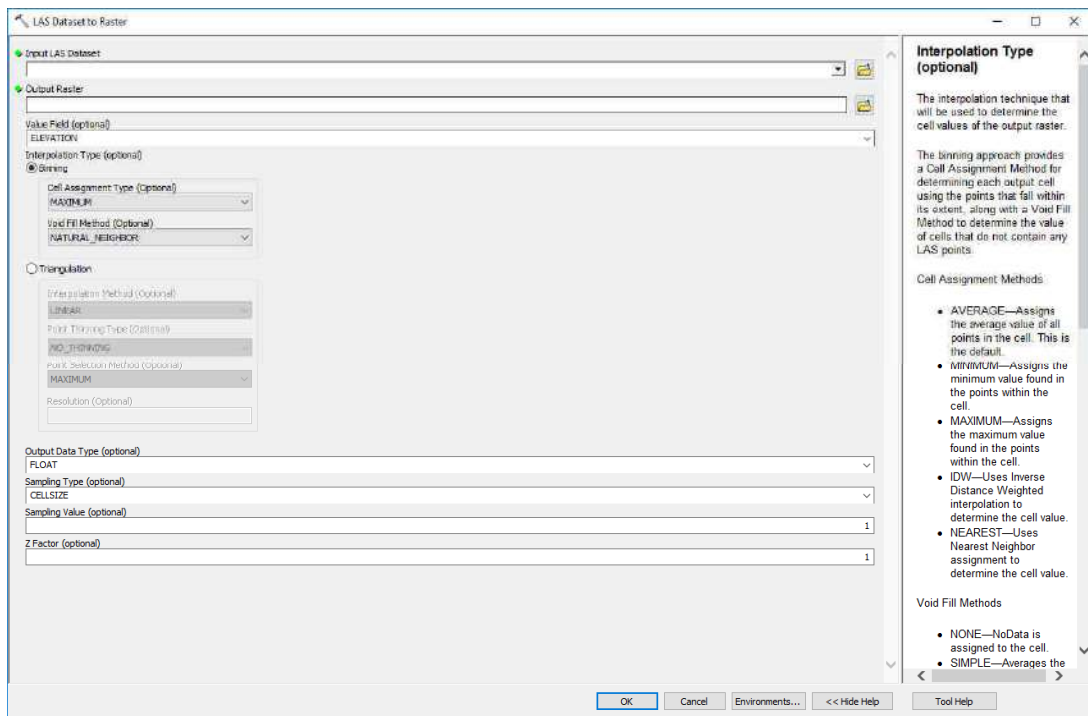 LAS Dataset to Raster
Input LAS Dataset
Output Raster
Value Field (optional)
ELEVATION
Interpolation Type (optional)
Binning
Cell Assignment Type (Optional)
MAXIMUM
Void Fill Method (Optional)
NATURAL_NEIGHBOR
Triangulation
Interpolation Method (Optional)
LINEAR
Point Thinning Type (Optional)
NO_THINNING
Point Selection Method (Optional)
MAXIMUM
Resolution (Optional)
Output Data Type (optional)
FLOAT
Sampling Type (optional)
CELLSIZE
Sampling Value (optional)
1
Z Factor (optional)
1
Interpolation Type
(optional)
The interpolation technique that
will be used to determine the
cell values of the output raster.
The binning approach provides
a Cell Assignment Method for
determining each output cell
using the points that fall within
its extent, along with a Void Fill
Method to determine the value
of cells that do not contain any
LAS points.
Cell Assignment Methods
• AVERAGE—Assigns
the average value of all
points in the cell. This is
the default.
• MINIMUM—Assigns the
minimum value found in
the points within the
cell.
• MAXIMUM—Assigns
the maximum value
found in the points
within the cell.
• IDW—Uses Inverse
Distance Weighted
interpolation to
determine the cell value.
• NEAREST—Uses
Nearest Neighbor
assignment to
determine the cell value.
Void Fill Methods
• NONE—NoData is
assigned to the cell.
• SIMPLE—Averages the
OK
Cancel
Environments...
<< Hide Help
Tool Help